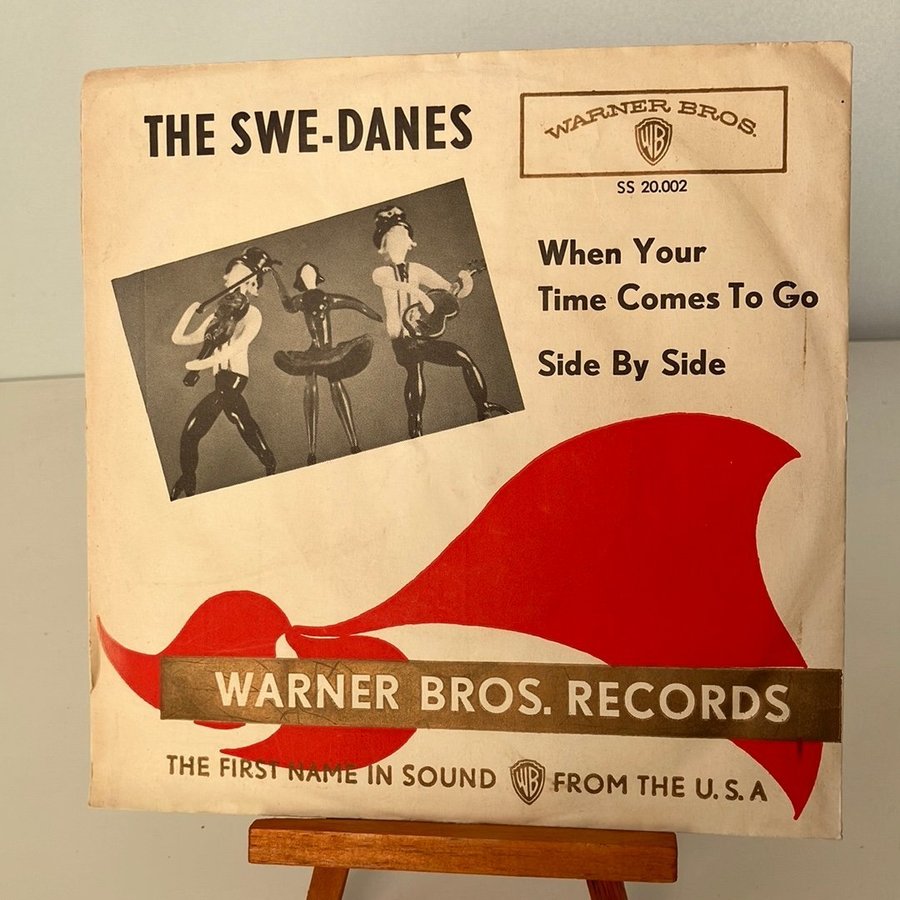 THE SWE-DANES
WARNER BROS.
WB
SS 20.002
When Your
Time Comes To Go
Side By Side
WARNER BROS. RECORDS
THE FIRST NAME IN SOUND WB FROM THE U.S.A